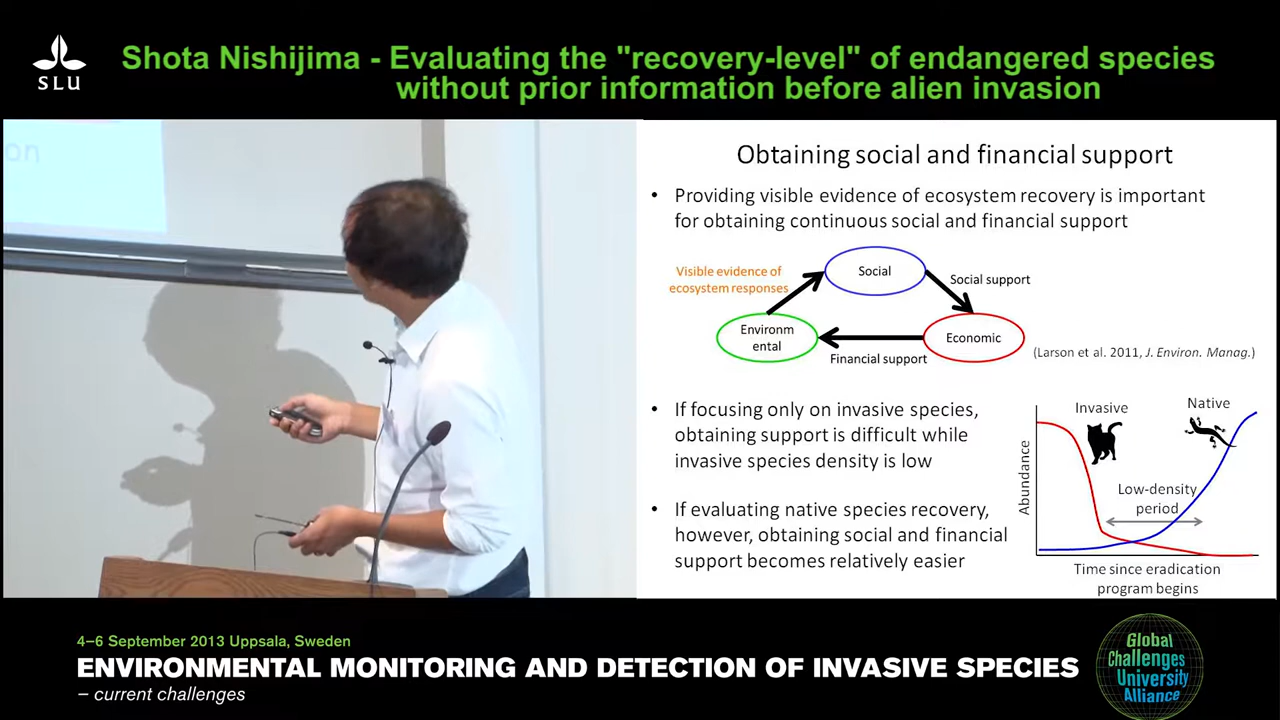 SLU
Shota Nishijima - Evaluating the "recovery-level" of endangered species
without prior information before alien invasion
on
Obtaining social and financial support
• Providing visible evidence of ecosystem recovery is important
for obtaining continuous social and financial support
Visible evidence of
ecosystem responses
Social
Social support
Environm
ental
Economic
Financial support
(Larson et al. 2011, J. Environ. Manag.)
• If focusing only on invasive species,
obtaining support is difficult while
invasive species density is low
• If evaluating native species recovery,
however, obtaining social and financial
support becomes relatively easier
Invasive
Native
Abundance
Low-density
period
Time since eradication
program begins
4–6 September 2013 Uppsala, Sweden
ENVIRONMENTAL MONITORING AND DETECTION OF INVASIVE SPECIES
– current challenges
Global
Challenges
University
Alliance